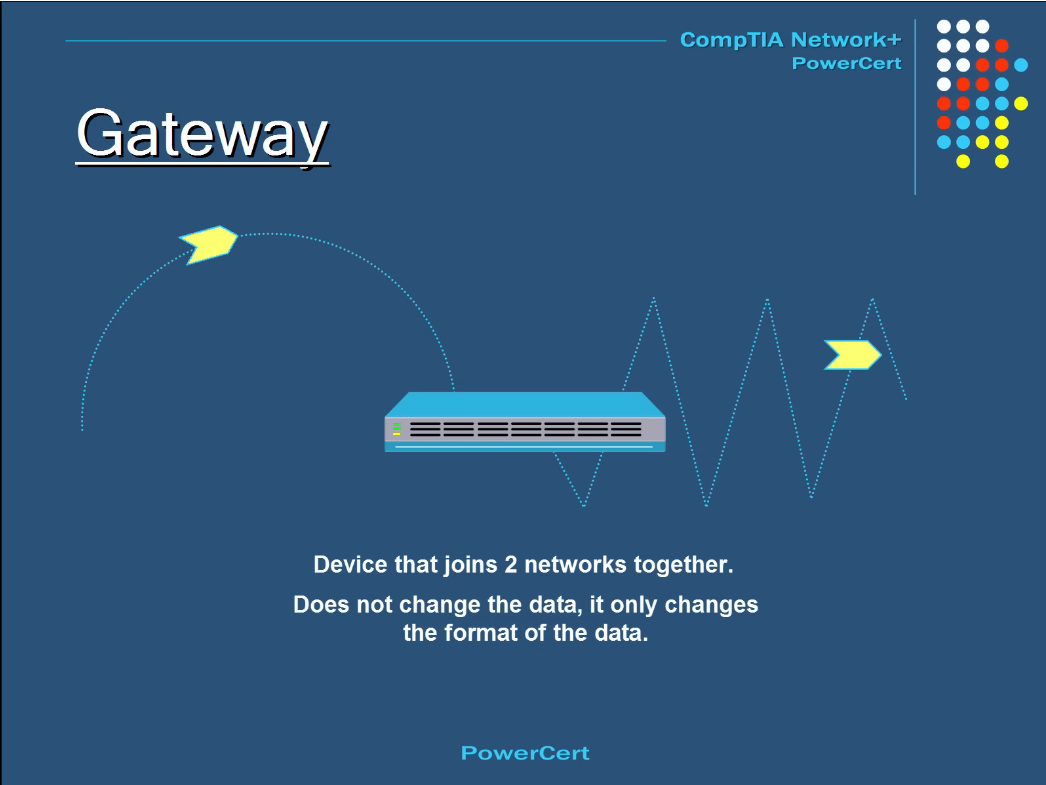 CompTIA Network+
PowerCert
Gateway
Device that joins 2 networks together.
Does not change the data, it only changes
the format of the data.
PowerCert